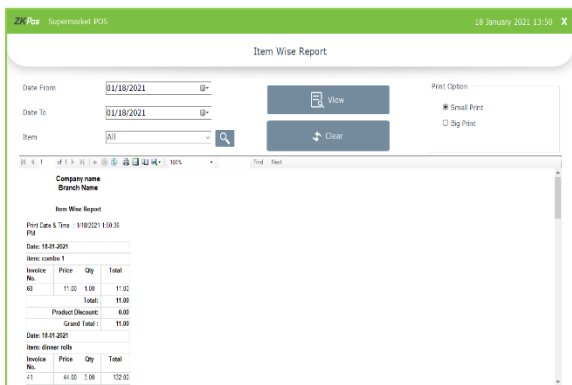 ZKPos Supermarket POS 18 January 2021 13:50 X
Item Wise Report
Date From 01/18/2021
Date To 01/18/2021
Item All
View
Clear
Print Option
Small Print
Big Print
1 of 1 100% Find Next
Company name
Branch Name
Item Wise Report
Print Date & Time : 1/18/2021 1:50:36
PM
Date: 18-01-2021
item: combo 1
Invoice No. Price Qty Total
60 11.00 1.00 11.00
Total: 11.00
Product Discount: 0.00
Grand Total : 11.00
Date: 18-01-2021
Item: dinner rolls
Invoice No. Price Qty Total
41 44.00 3.00 132.00